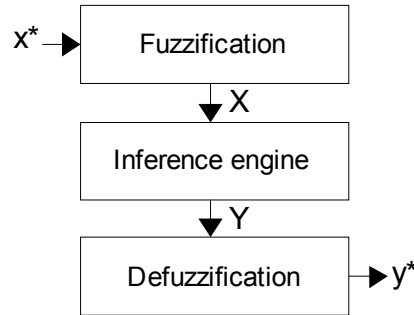 x*
Fuzzification
X
Inference engine
Y
Defuzzification
y*